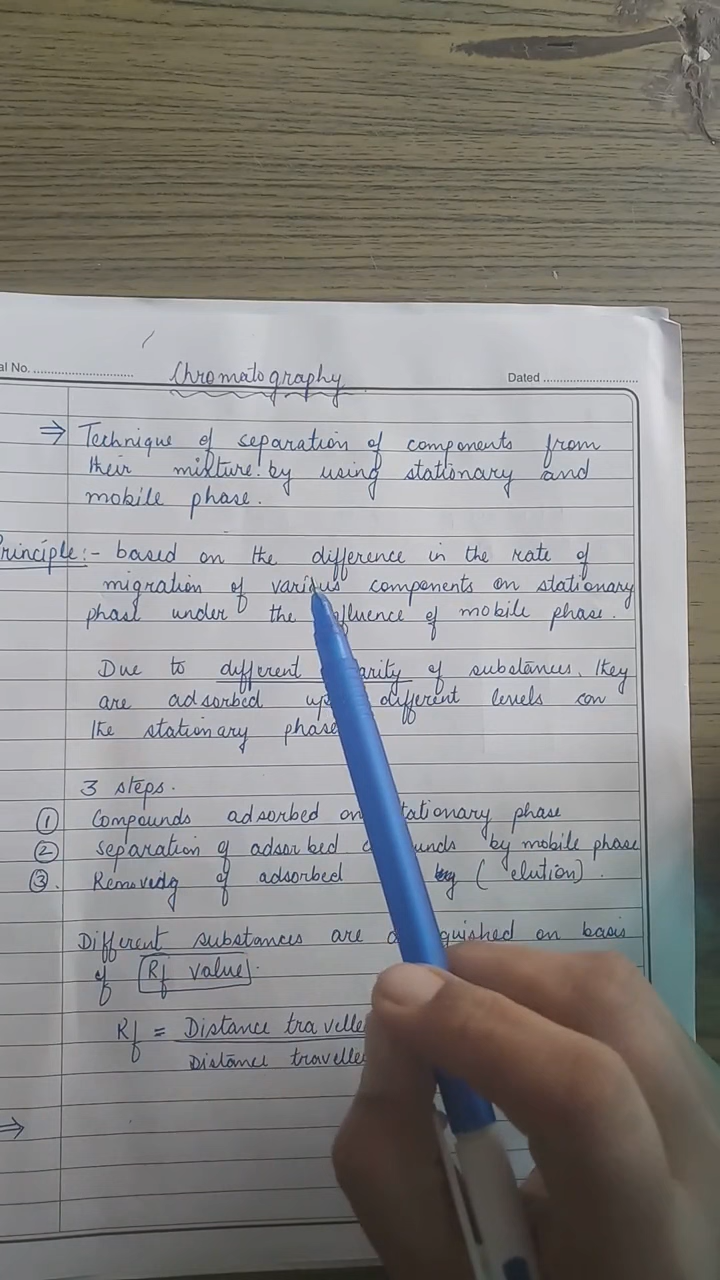 al No.
Chromatography
Dated
⇒ Technique of separation of components from
their mixture by using stationary and
mobile phase.
Principle:- based on the difference in the rate of
migration of various components on stationary
phase under the influence of mobile phase.
Due to different polarity of substances, they
are adsorbed different levels on
the stationary phase
3 steps.
① Compounds adsorbed on stationary phase
② Separation of adsorbed by mobile phase
③. Removing of adsorbed (elution).
Different substances are on basis
of Rf value.
Rf = Distance travelle
Distance travelle
⇒